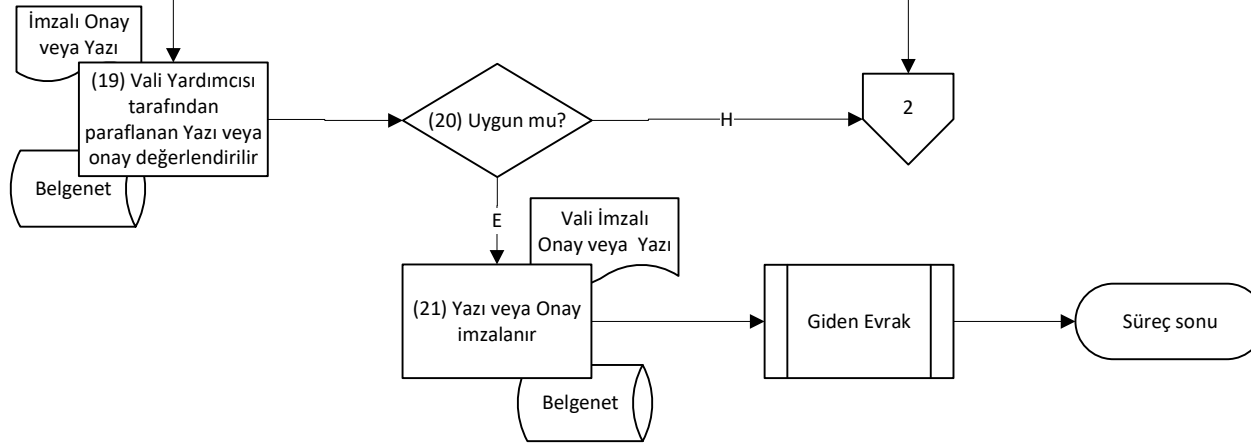 İmzalı Onay
veya Yazı
(19) Vali Yardımcısı
tarafından
paraflanan Yazı veya
onay değerlendirilir
Belgenet
(20) Uygun mu?
H
2
E
Vali İmzalı
Onay veya Yazı
(21) Yazı veya Onay
imzalanır
Belgenet
Giden Evrak
Süreç sonu